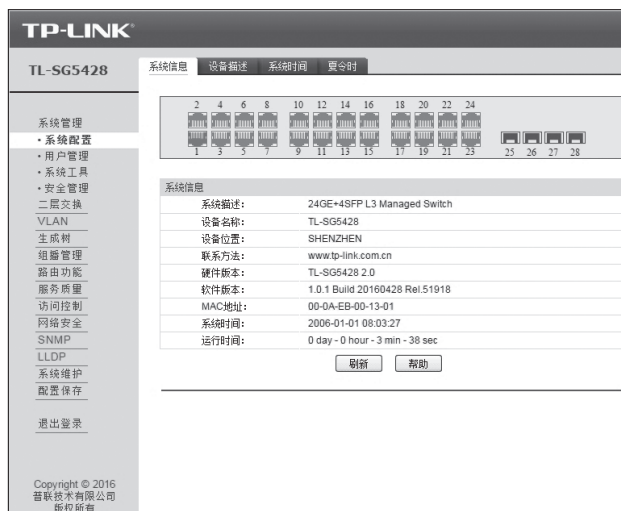 TP-LINK®
TL-SG5428
系统信息 设备描述 系统时间 夏令时
系统管理
·系统配置
·用户管理
·系统工具
·安全管理
二层交换
VLAN
生成树
组播管理
路由功能
服务质量
访问控制
网络安全
SNMP
LLDP
系统维护
配置保存
退出登录
Copyright © 2016
普联技术有限公司
版权所有
2 4 6 8 10 12 14 16 18 20 22 24
1 3 5 7 9 11 13 15 17 19 21 23 25 26 27 28
系统信息
系统描述: 24GE+4SFP L3 Managed Switch
设备名称: TL-SG5428
设备位置: SHENZHEN
联系方法: www.tp-link.com.cn
硬件版本: TL-SG5428 2.0
软件版本: 1.0.1 Build 20160428 Rel.51918
MAC地址: 00-0A-EB-00-13-01
系统时间: 2006-01-01 08:03:27
运行时间: 0 day - 0 hour - 3 min - 38 sec
刷新 帮助